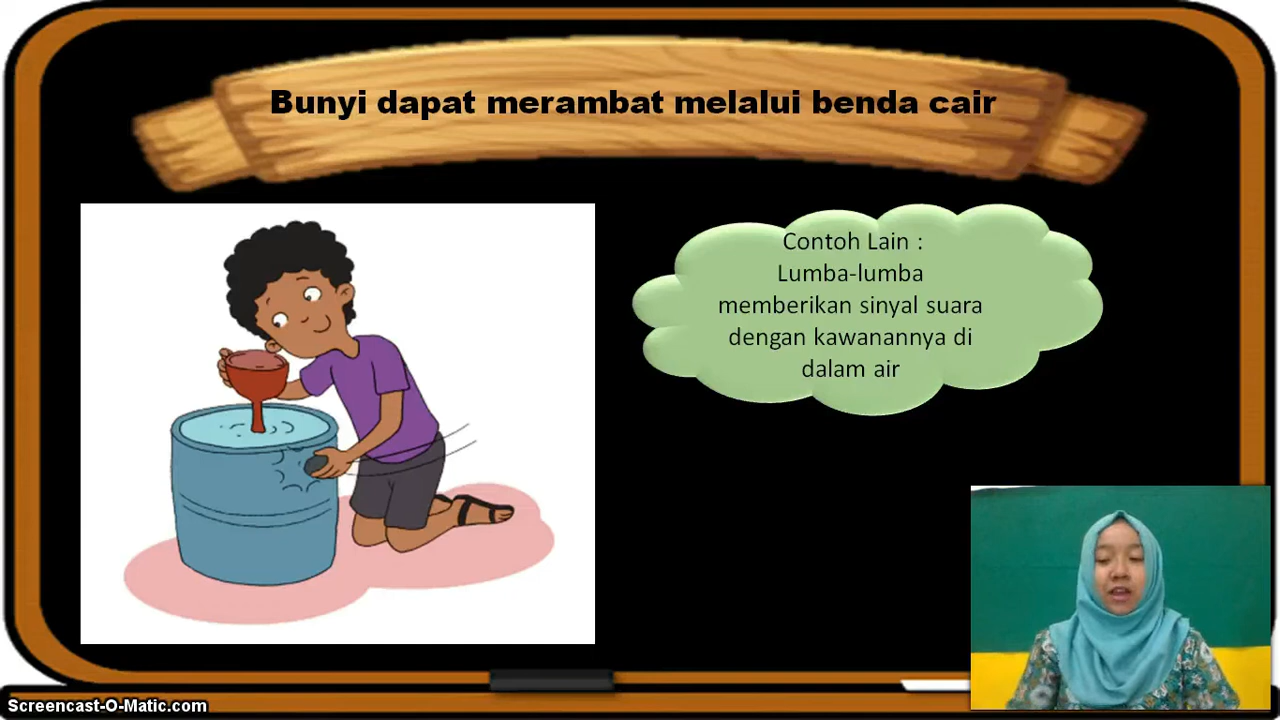 Bunyi dapat merambat melalui benda cair
Contoh Lain :
Lumba-lumba
memberikan sinyal suara
dengan kawanannya di
dalam air
Screencast-O-Matic.com